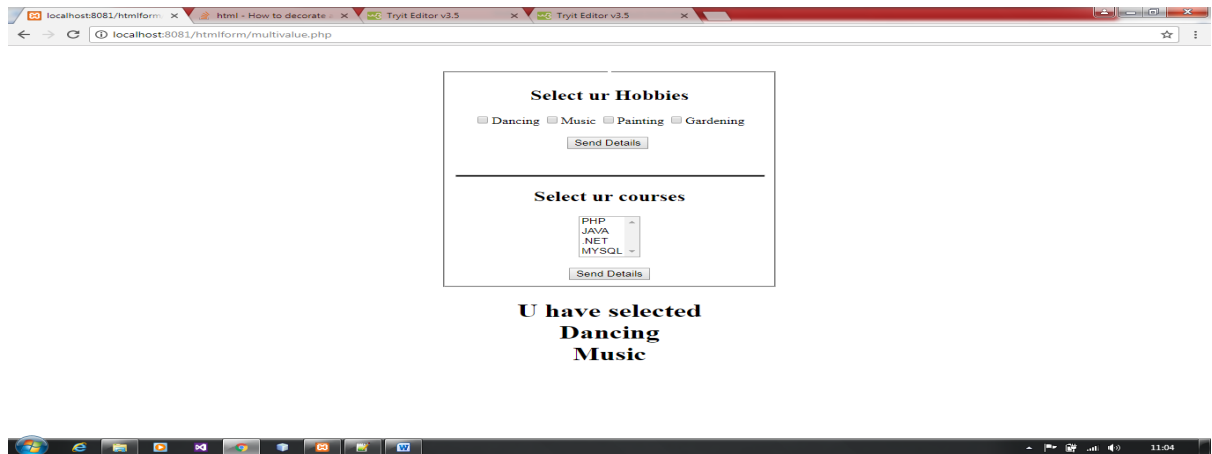 localhost:8081/htmlform
html - How to decorate a
Tryit Editor v3.5
Tryit Editor v3.5
localhost:8081/htmlform/multivalue.php
Select ur Hobbies
Dancing Music Painting Gardening
Send Details
Select ur courses
PHP
JAVA
.NET
MYSQL
Send Details
U have selected
Dancing
Music
11:04